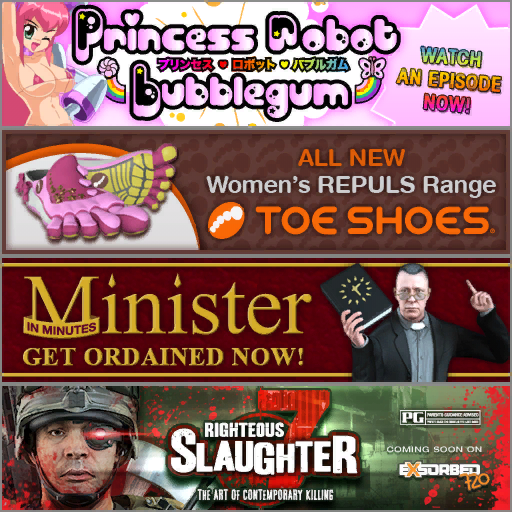 Princess Robot
プリンセス ♥ ロボット ♥ バブルガム
Bubblegum
WATCH
AN EPISODE
NOW!
ALL NEW
Women's REPULS Range
TOE SHOES®
Minister
IN MINUTES
GET ORDAINED NOW!
7
RIGHTEOUS
SLAUGHTER
THE ART OF CONTEMPORARY KILLING
PG
COMING SOON ON
EXSORBEO
720